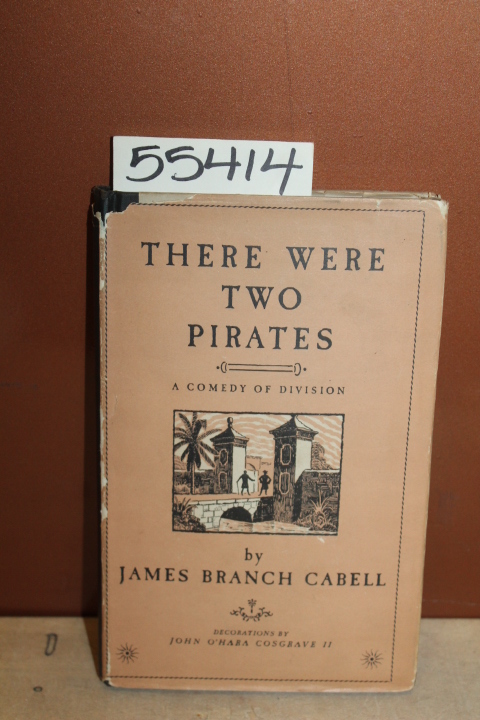 55414
THERE WERE
TWO
PIRATES
A COMEDY OF DIVISION
by
JAMES BRANCH CABELL
DECORATIONS BY
JOHN O'HARA COSGRAVE II
D